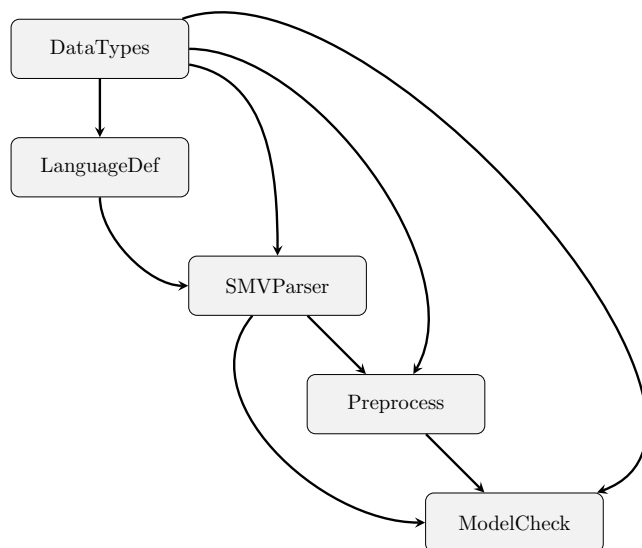 DataTypes
LanguageDef
SMVParser
Preprocess
ModelCheck